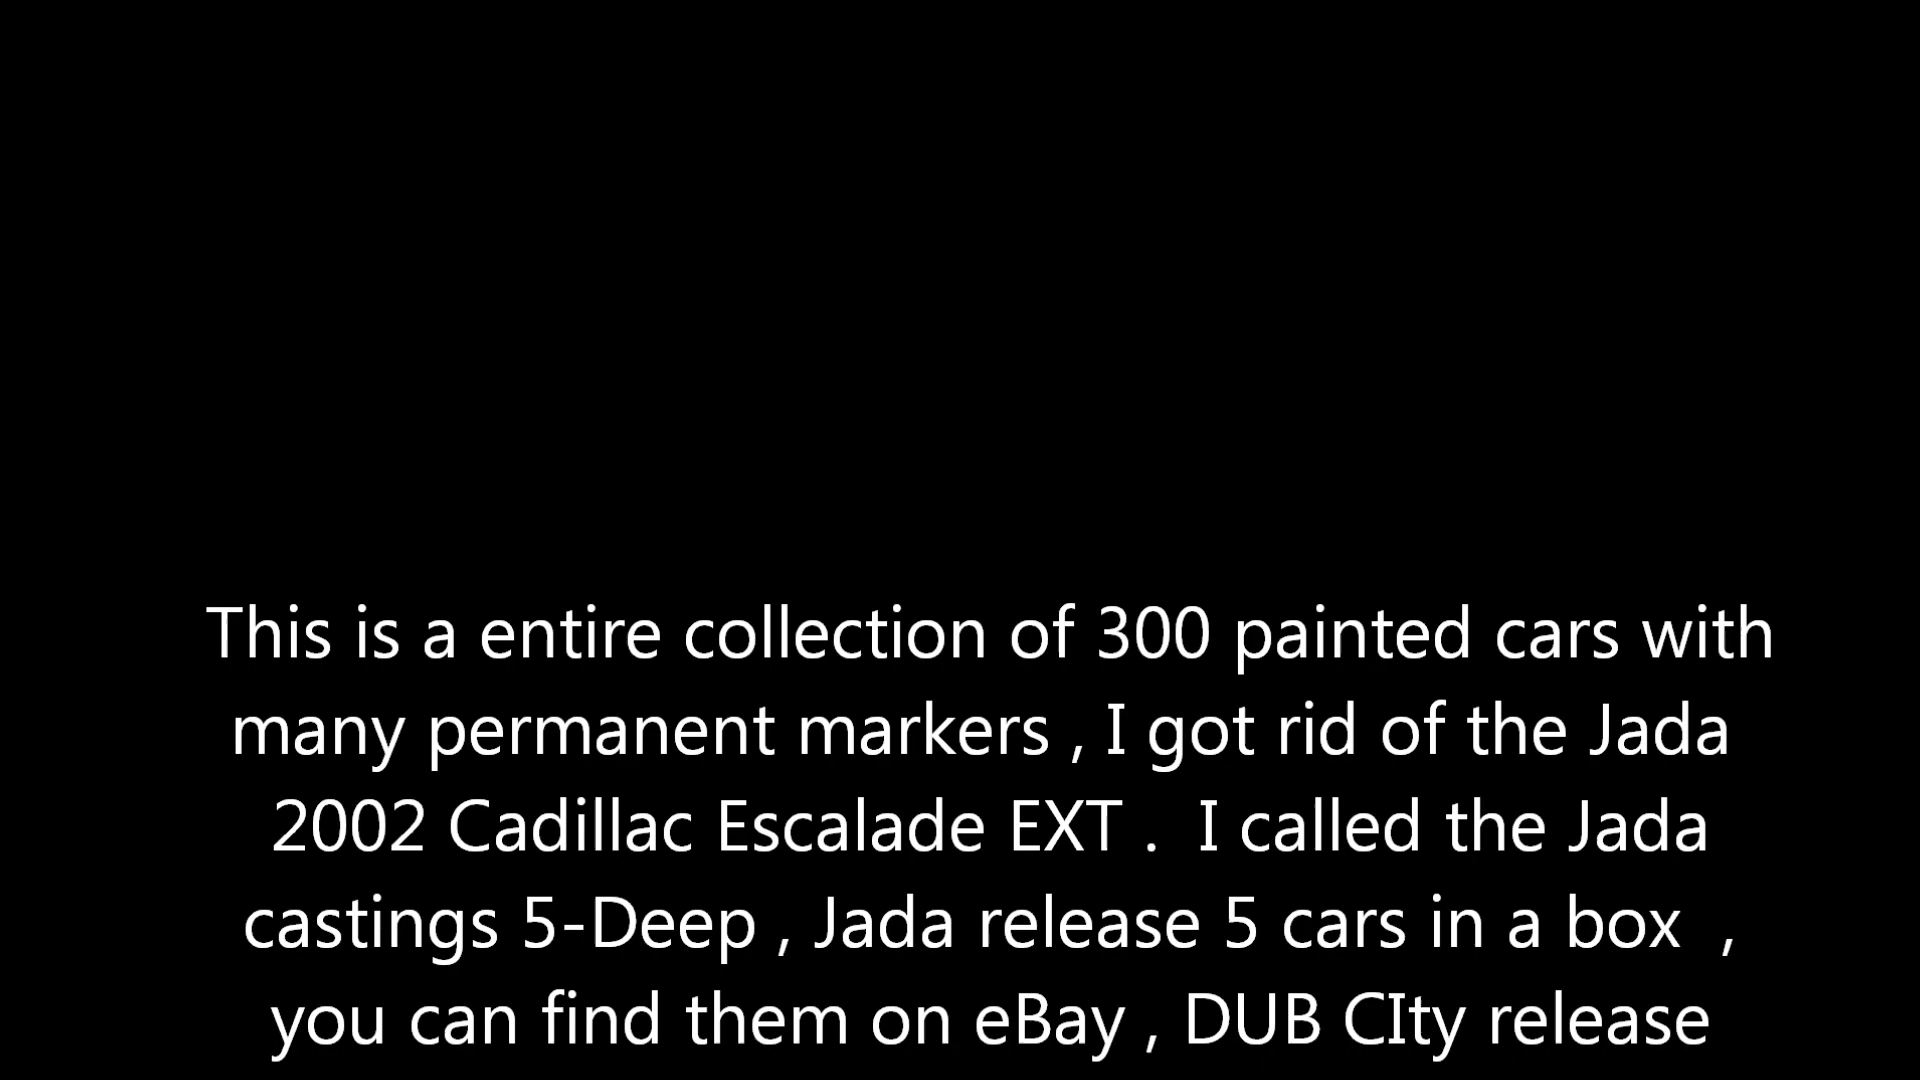 This is a entire collection of 300 painted cars with
many permanent markers , I got rid of the Jada
2002 Cadillac Escalade EXT .  I called the Jada
castings 5-Deep , Jada release 5 cars in a box  ,
you can find them on eBay , DUB CIty release